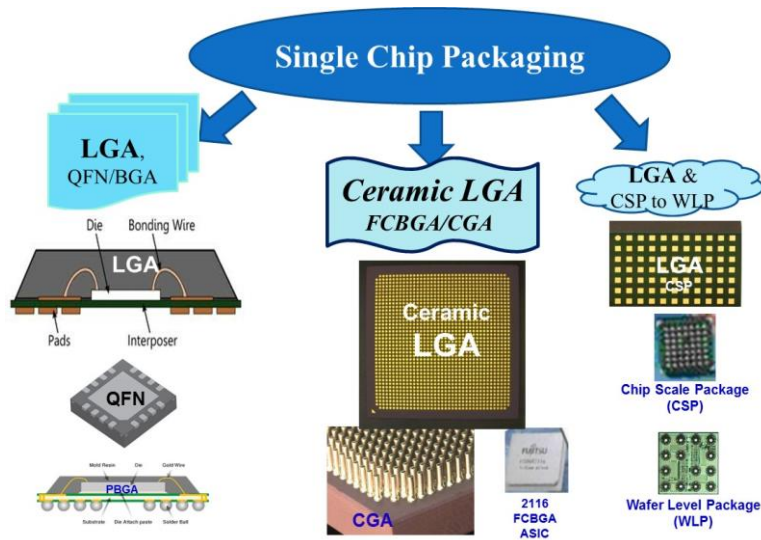 Single Chip Packaging
LGA,
QFN/BGA
Ceramic LGA
FCBGA/CGA
LGA &
CSP to WLP
Die
Bonding Wire
LGA
Pads
Interposer
QFN
Mold Resin
Die
Gold Wire
PBGA
Substrate
Die Attach paste
Solder Ball
Ceramic
LGA
CGA
FUJITSU
2116
FCBGA
ASIC
LGA
CSP
Chip Scale Package
(CSP)
Wafer Level Package
(WLP)